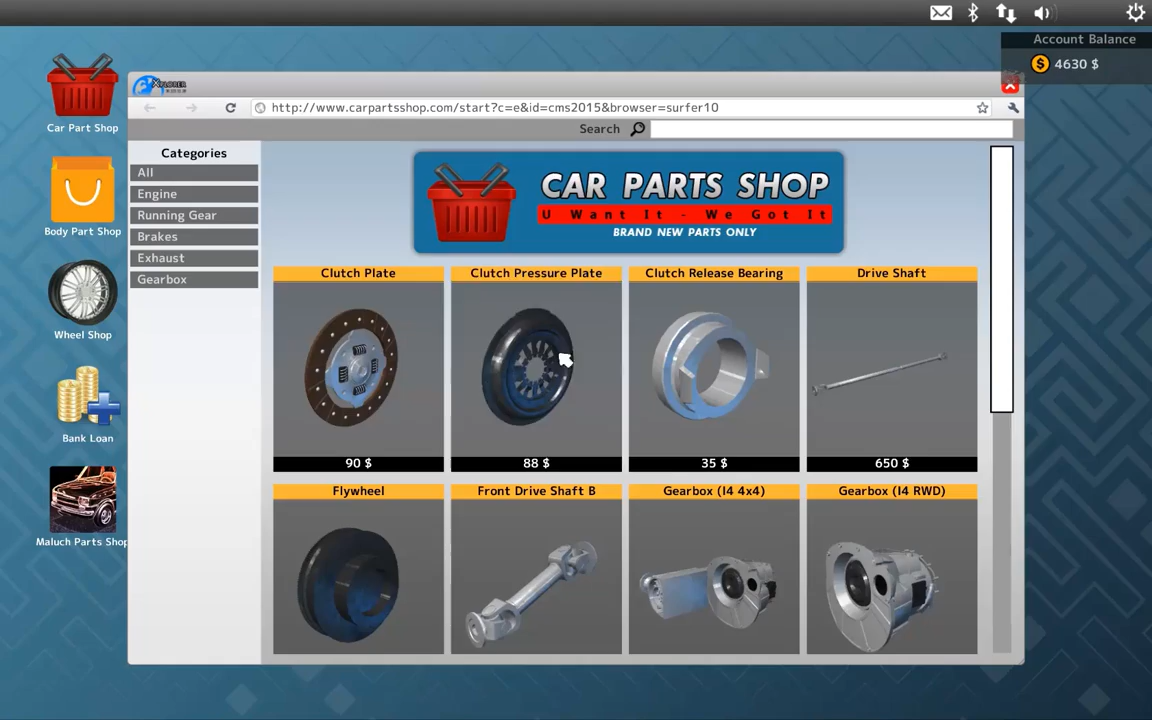 Account Balance
4630 $
Car Part Shop
Body Part Shop
Wheel Shop
Bank Loan
Maluch Parts Shop
XPLORER
http://www.carpartsshop.com/start?c=e&id=cms2015&browser=surfer10
Search
Categories
All
Engine
Running Gear
Brakes
Exhaust
Gearbox
CAR PARTS SHOP
U Want It - We Got It
BRAND NEW PARTS ONLY
Clutch Plate
Clutch Pressure Plate
Clutch Release Bearing
Drive Shaft
90 $
88 $
35 $
650 $
Flywheel
Front Drive Shaft B
Gearbox (I4 4x4)
Gearbox (I4 RWD)